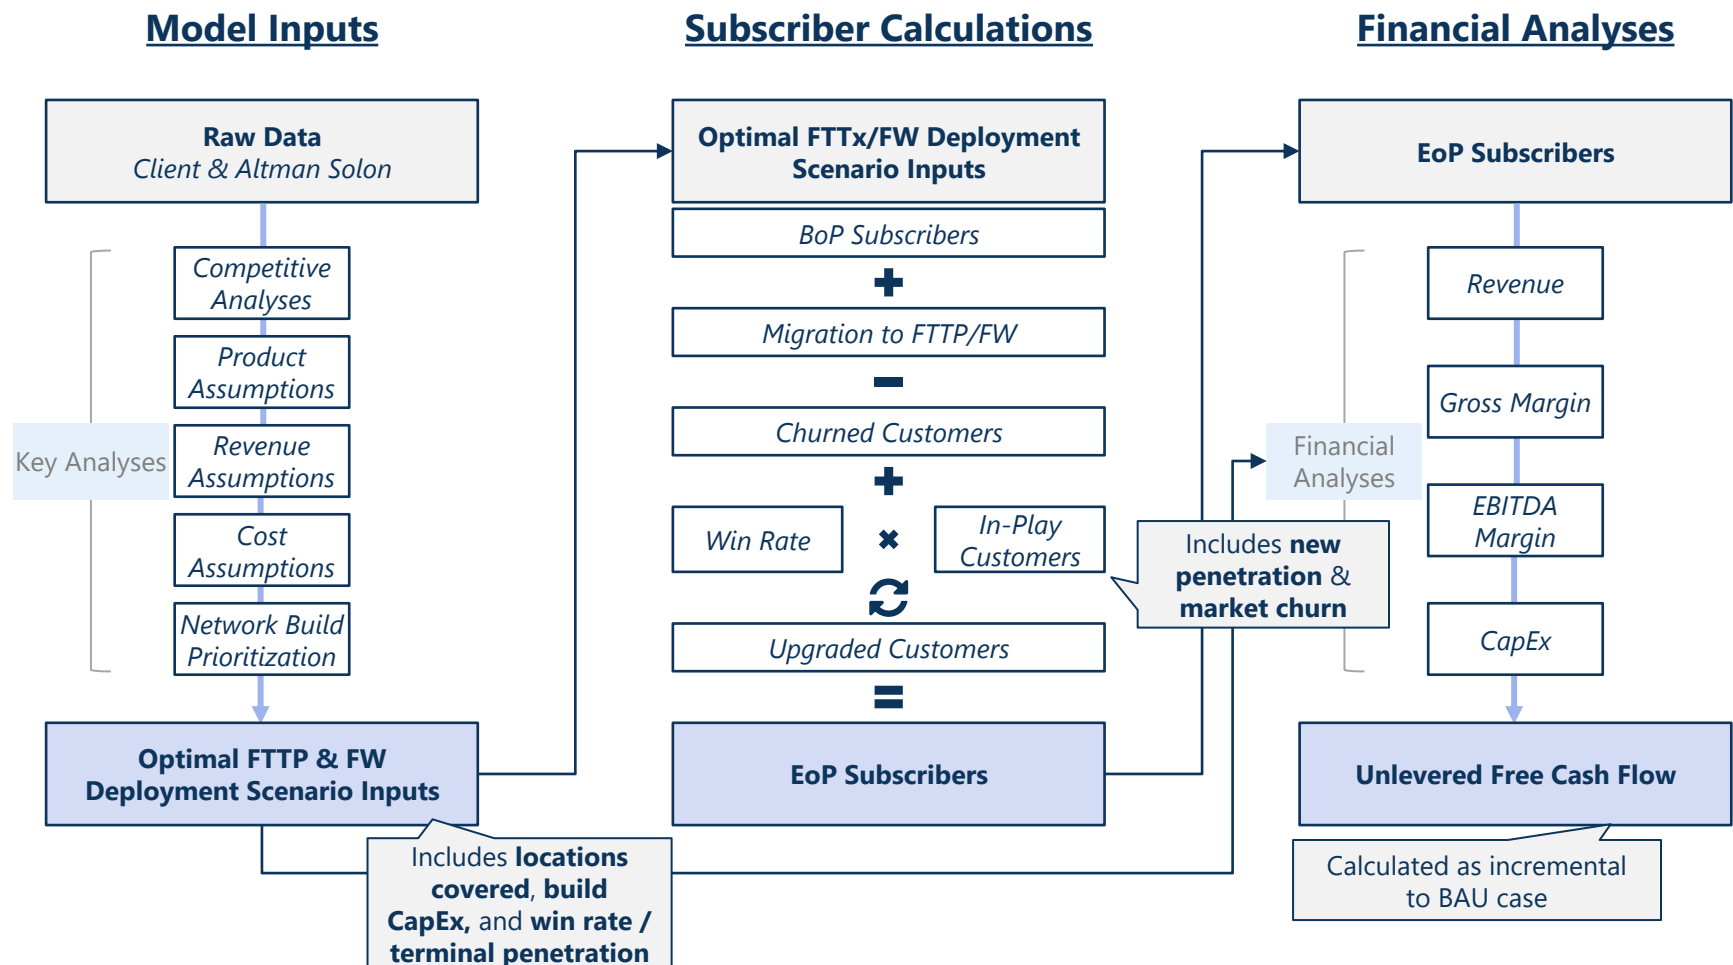 Model Inputs
Raw Data
Client & Altman Solon
Key Analyses
Competitive
Analyses
Product
Assumptions
Revenue
Assumptions
Cost
Assumptions
Network Build
Prioritization
Optimal FTTP & FW
Deployment Scenario Inputs
Includes locations
covered, build
CapEx, and win rate /
terminal penetration
Subscriber Calculations
Optimal FTTx/FW Deployment
Scenario Inputs
BoP Subscribers
+
Migration to FTTP/FW
-
Churned Customers
+
Win Rate
×
In-Play
Customers
Includes new
penetration &
market churn
Upgraded Customers
=
EoP Subscribers
Financial Analyses
EoP Subscribers
Financial
Analyses
Revenue
Gross Margin
EBITDA
Margin
CapEx
Unlevered Free Cash Flow
Calculated as incremental
to BAU case